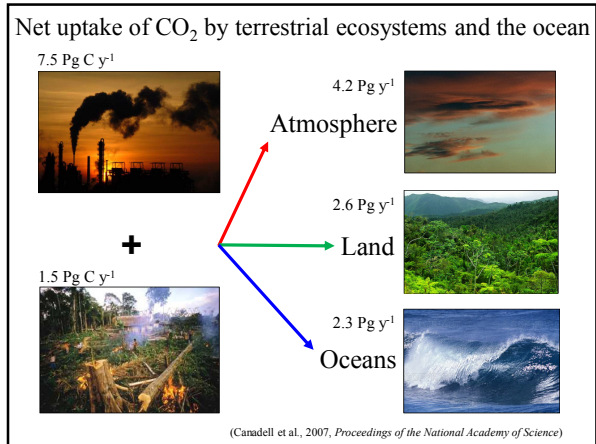 Net uptake of CO₂ by terrestrial ecosystems and the ocean
7.5 Pg C y⁻¹
4.2 Pg y⁻¹
Atmosphere
2.6 Pg y⁻¹
+
Land
1.5 Pg C y⁻¹
2.3 Pg y⁻¹
Oceans
(Canadell et al., 2007, Proceedings of the National Academy of Science)